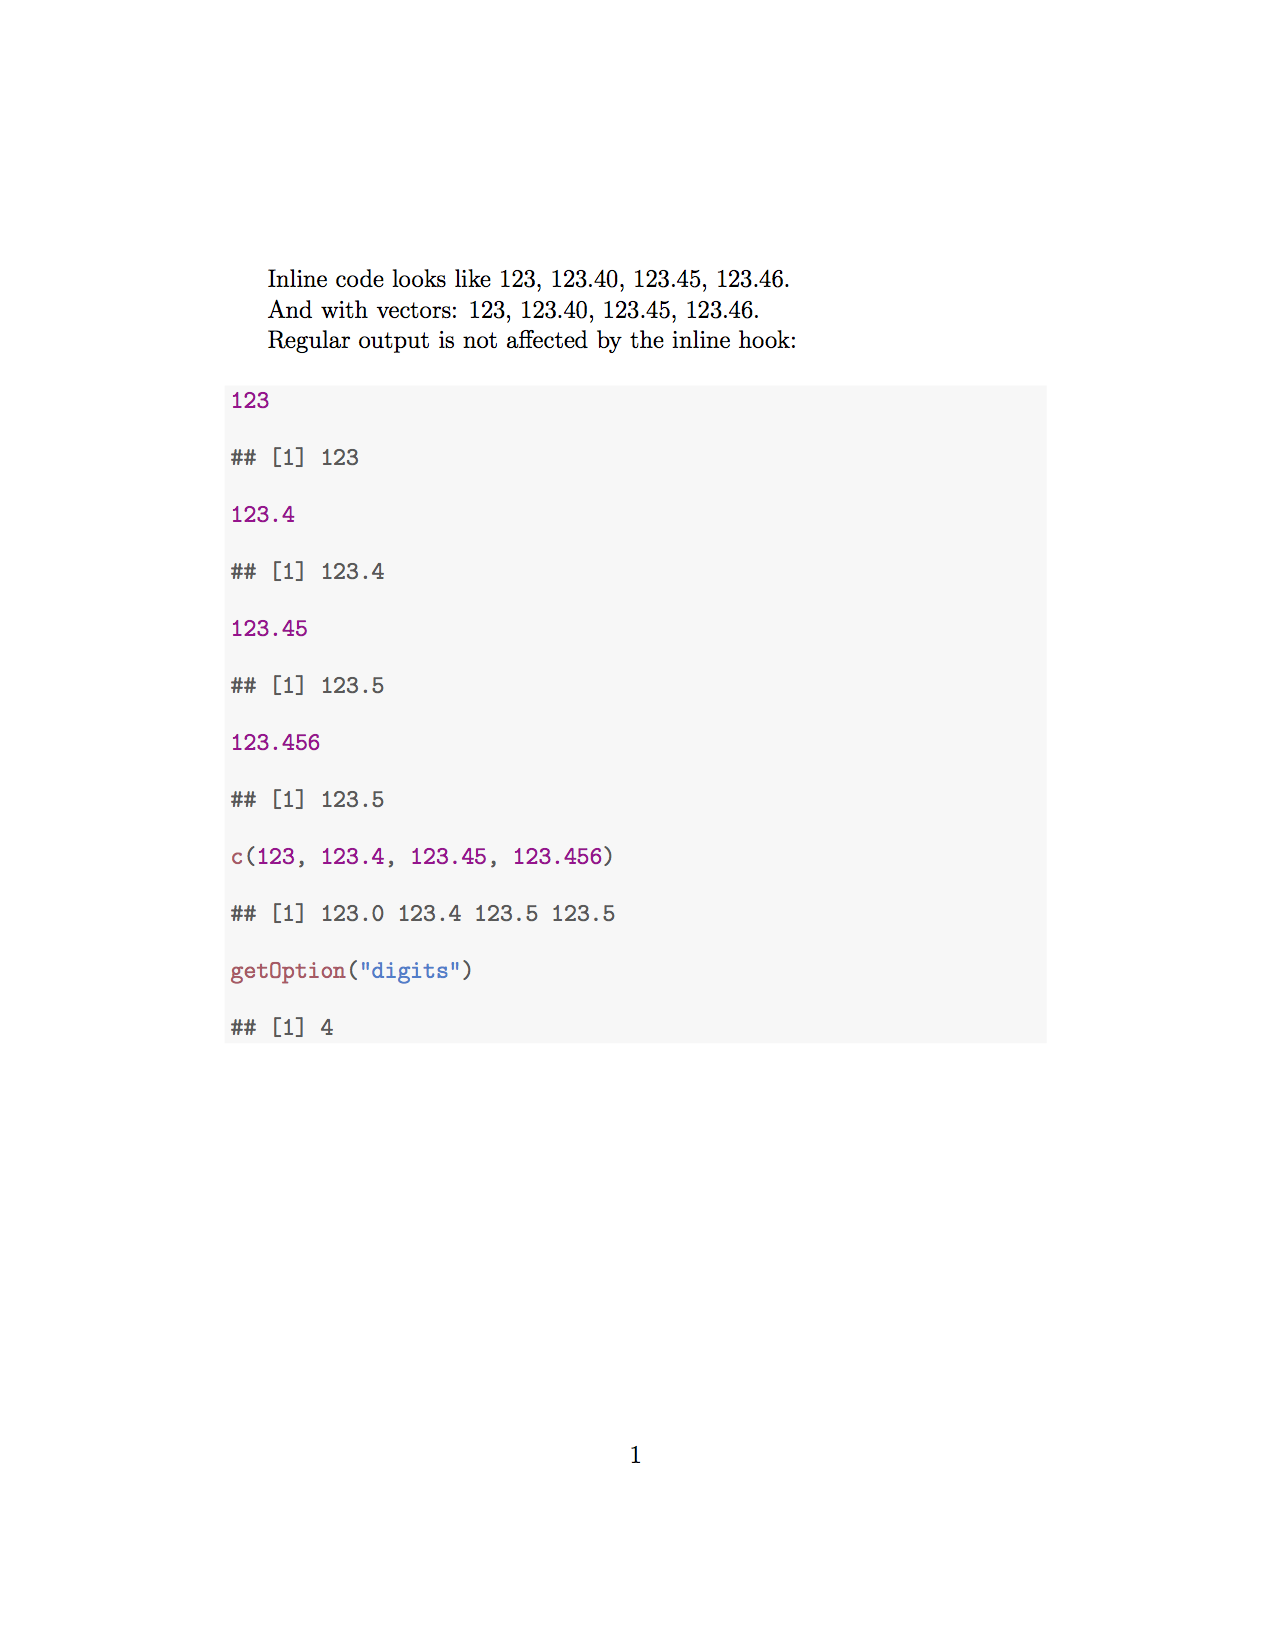 Inline code looks like 123, 123.40, 123.45, 123.46.
And with vectors: 123, 123.40, 123.45, 123.46.
Regular output is not affected by the inline hook:
123
## [1] 123
123.4
## [1] 123.4
123.45
## [1] 123.5
123.456
## [1] 123.5
c(123, 123.4, 123.45, 123.456)
## [1] 123.0 123.4 123.5 123.5
getOption("digits")
## [1] 4
1